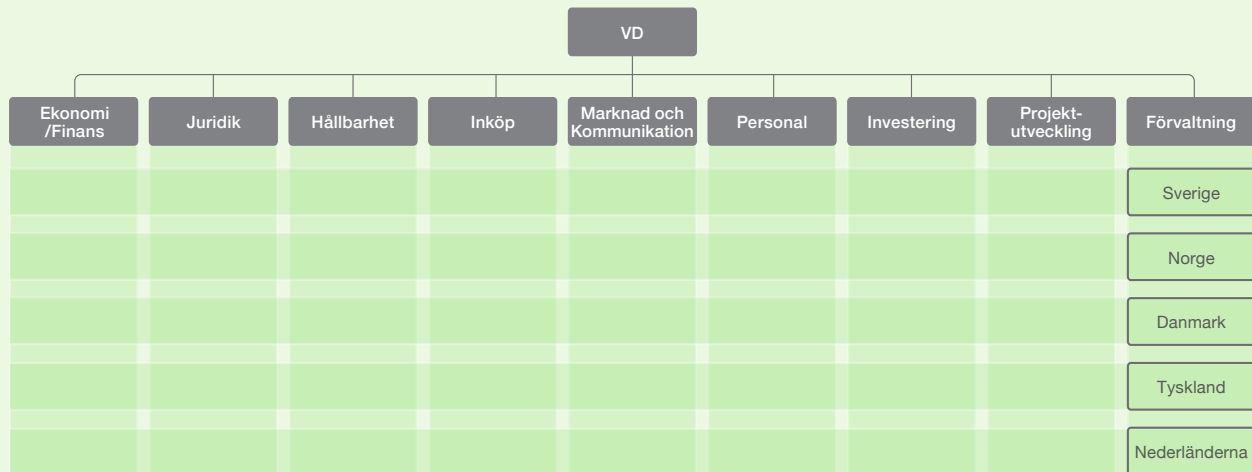 VD
Ekonomi
/Finans
Juridik
Hållbarhet
Inköp
Marknad och
Kommunikation
Personal
Investering
Projekt-
utveckling
Förvaltning
Sverige
Norge
Danmark
Tyskland
Nederländerna